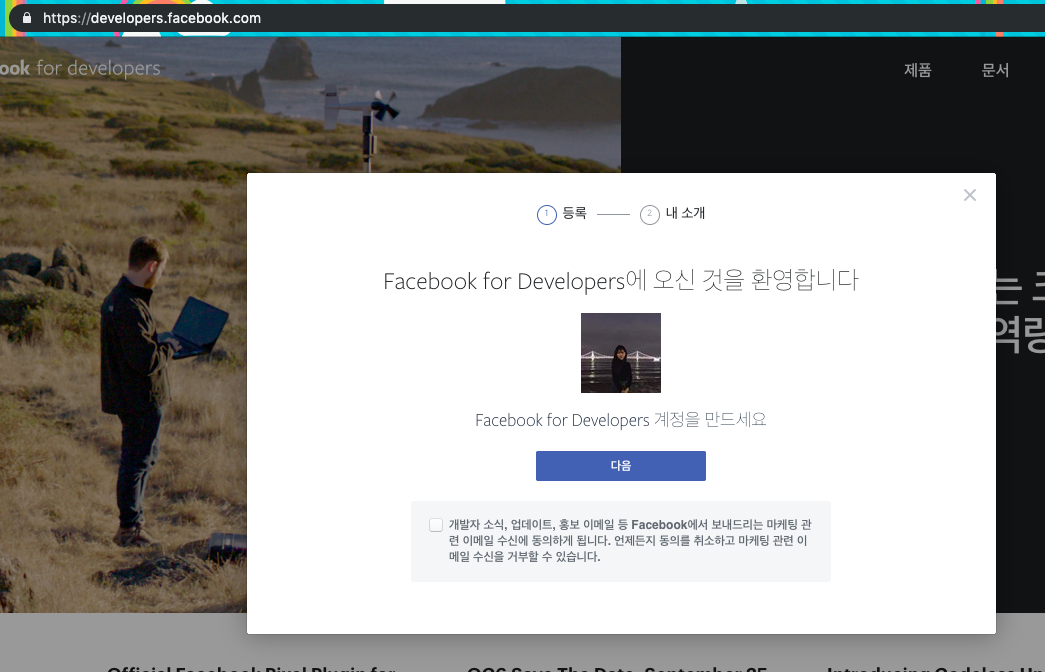 https://developers.facebook.com
ook for developers
제품
문서
1 등록
2 내 소개
Facebook for Developers에 오신 것을 환영합니다
는
역량
Facebook for Developers 계정을 만드세요
다음
개발자 소식, 업데이트, 홍보 이메일 등 Facebook에서 보내드리는 마케팅 관
련 이메일 수신에 동의하게 됩니다. 언제든지 동의를 취소하고 마케팅 관련 이
메일 수신을 거부할 수 있습니다.
Official Facebook Pixel Plugin for
Save The Date, September 25
Introducing Codeless